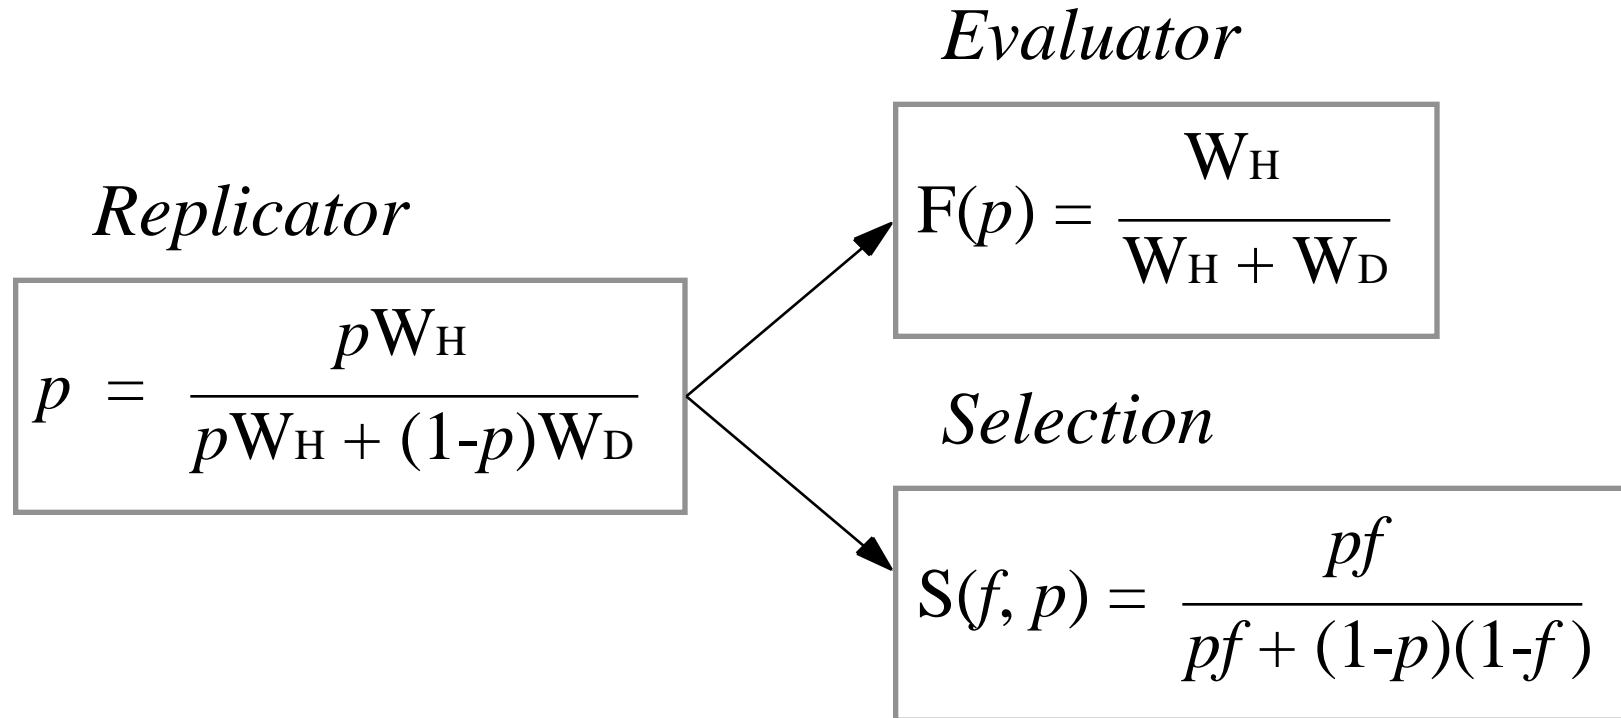 Replicator
p = pWH / pWH + (1-p)WD
Evaluator
F(p) = WH / WH + WD
Selection
S(f, p) = pf / pf + (1-p)(1-f)